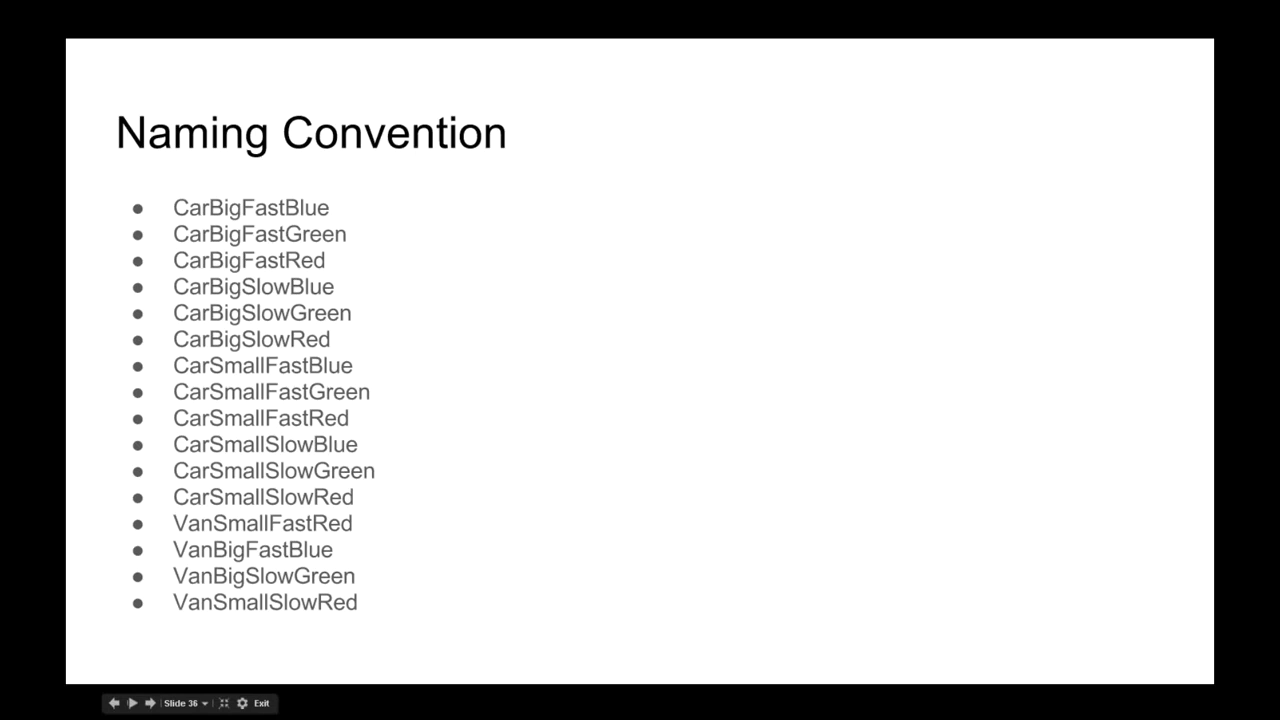 Naming Convention
● CarBigFastBlue
● CarBigFastGreen
● CarBigFastRed
● CarBigSlowBlue
● CarBigSlowGreen
● CarBigSlowRed
● CarSmallFastBlue
● CarSmallFastGreen
● CarSmallFastRed
● CarSmallSlowBlue
● CarSmallSlowGreen
● CarSmallSlowRed
● VanSmallFastRed
● VanBigFastBlue
● VanBigSlowGreen
● VanSmallSlowRed
Slide 36 Exit